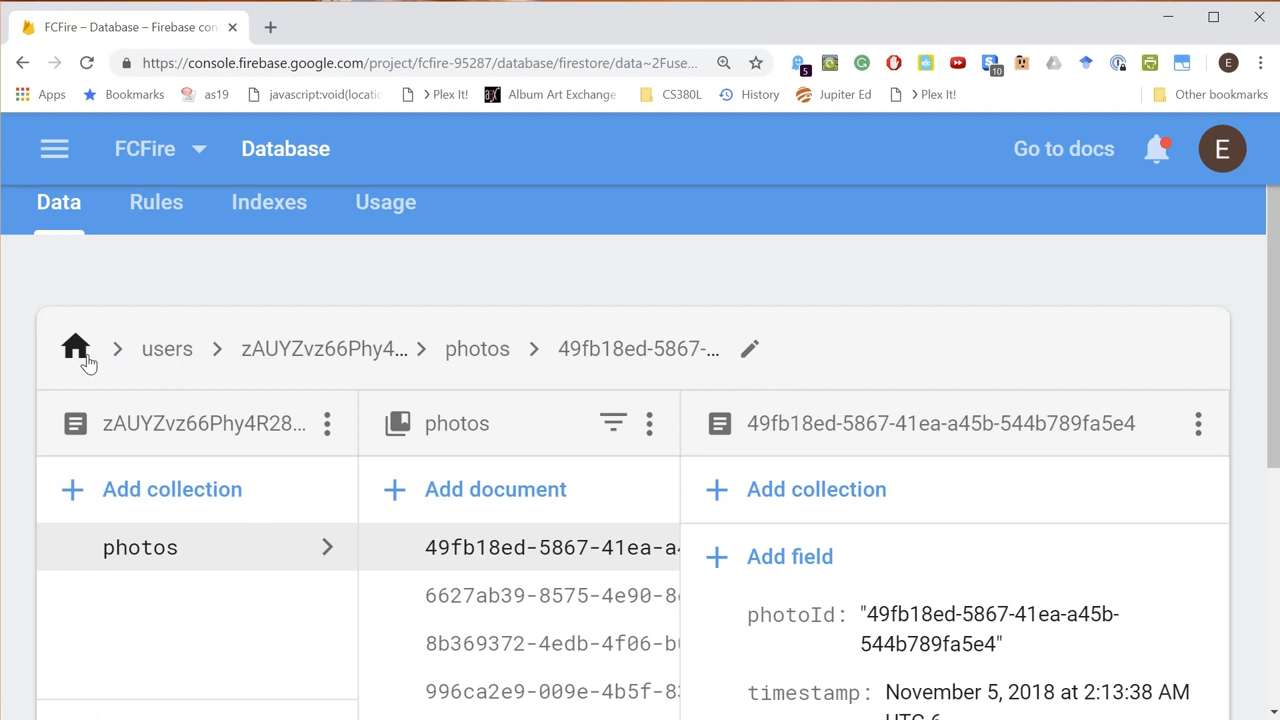 FCFire – Database – Firebase con
https://console.firebase.google.com/project/fcfire-95287/database/firestore/data~2Fuse...
5
10
E
Apps
Bookmarks
as19
javascript:void(locatio
> Plex It!
Album Art Exchange
CS380L
History
Jupiter Ed
> Plex It!
Other bookmarks
FCFire
Database
Go to docs
E
Data
Rules
Indexes
Usage
users
zAUYZvz66Phy4...
photos
49fb18ed-5867-...
zAUYZvz66Phy4R28...
photos
49fb18ed-5867-41ea-a45b-544b789fa5e4
Add collection
Add document
Add collection
photos
49fb18ed-5867-41ea-a4
Add field
6627ab39-8575-4e90-8
photoId: "49fb18ed-5867-41ea-a45b-
544b789fa5e4"
8b369372-4edb-4f06-b
996ca2e9-009e-4b5f-8
timestamp: November 5, 2018 at 2:13:38 AM